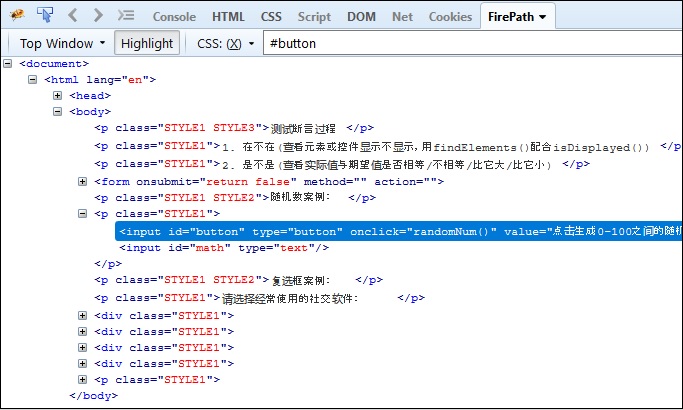 Console HTML CSS Script DOM Net Cookies FirePath
Top Window Highlight CSS: (X) #button
<document>
<html lang="en">
<head>
<body>
<p class="STYLE1 STYLE3">测试断言过程 </p>
<p class="STYLE1">1. 在不在(查看元素或控件显示不显示,用findElements()配合isDisplayed()) </p>
<p class="STYLE1">2. 是不是(查看实际值与期望值是否相等/不相等/比它大/比它小) </p>
<form onsubmit="return false" method="" action="">
<p class="STYLE1 STYLE2">随机数案例: </p>
<p class="STYLE1">
<input id="button" type="button" onclick="randomNum()" value="点击生成0-100之间的随机
<input id="math" type="text"/>
</p>
<p class="STYLE1 STYLE2">复选框案例: </p>
<p class="STYLE1">请选择经常使用的社交软件: </p>
<div class="STYLE1">
<div class="STYLE1">
<div class="STYLE1">
<div class="STYLE1">
<p class="STYLE1">
</body>